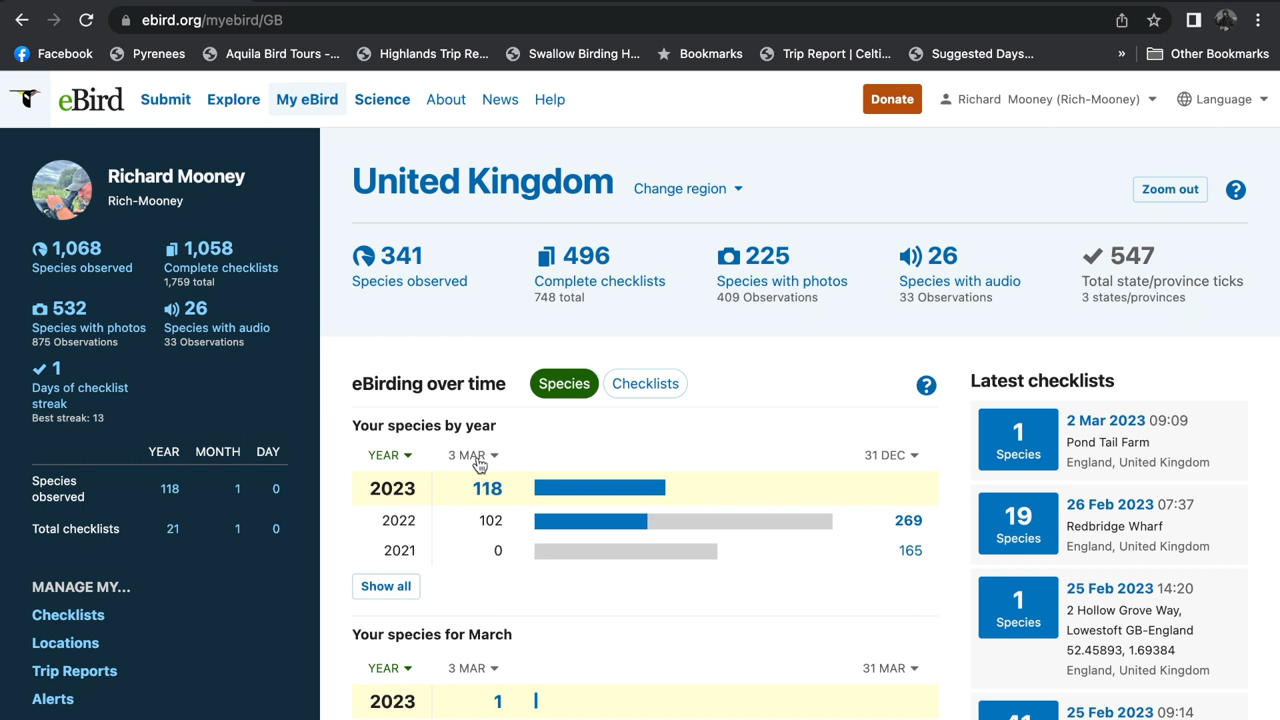 ebird.org/myebird/GB
Facebook
Pyrenees
Aquila Bird Tours -...
Highlands Trip Re...
Swallow Birding H...
Bookmarks
Trip Report | Celti...
Suggested Days...
»
Other Bookmarks
eBird
Submit
Explore
My eBird
Science
About
News
Help
Donate
Richard Mooney (Rich-Mooney)
Language
Richard Mooney
Rich-Mooney
1,068
Species observed
1,058
Complete checklists
1,759 total
532
Species with photos
875 Observations
26
Species with audio
33 Observations
1
Days of checklist
streak
Best streak: 13
YEAR MONTH DAY
Species
observed
118 1 0
Total checklists 21 1 0
MANAGE MY...
Checklists
Locations
Trip Reports
Alerts
United Kingdom
Change region
Zoom out
?
341
Species observed
496
Complete checklists
748 total
225
Species with photos
409 Observations
26
Species with audio
33 Observations
547
Total state/province ticks
3 states/provinces
eBirding over time
Species
Checklists
?
Your species by year
YEAR 3 MAR 31 DEC
2023 118
2022 102 269
2021 0 165
Show all
Your species for March
YEAR 3 MAR 31 MAR
2023 1
Latest checklists
1
Species
2 Mar 2023 09:09
Pond Tail Farm
England, United Kingdom
19
Species
26 Feb 2023 07:37
Redbridge Wharf
England, United Kingdom
1
Species
25 Feb 2023 14:20
2 Hollow Grove Way,
Lowestoft GB-England
52.45893, 1.69384
England, United Kingdom
25 Feb 2023 09:14